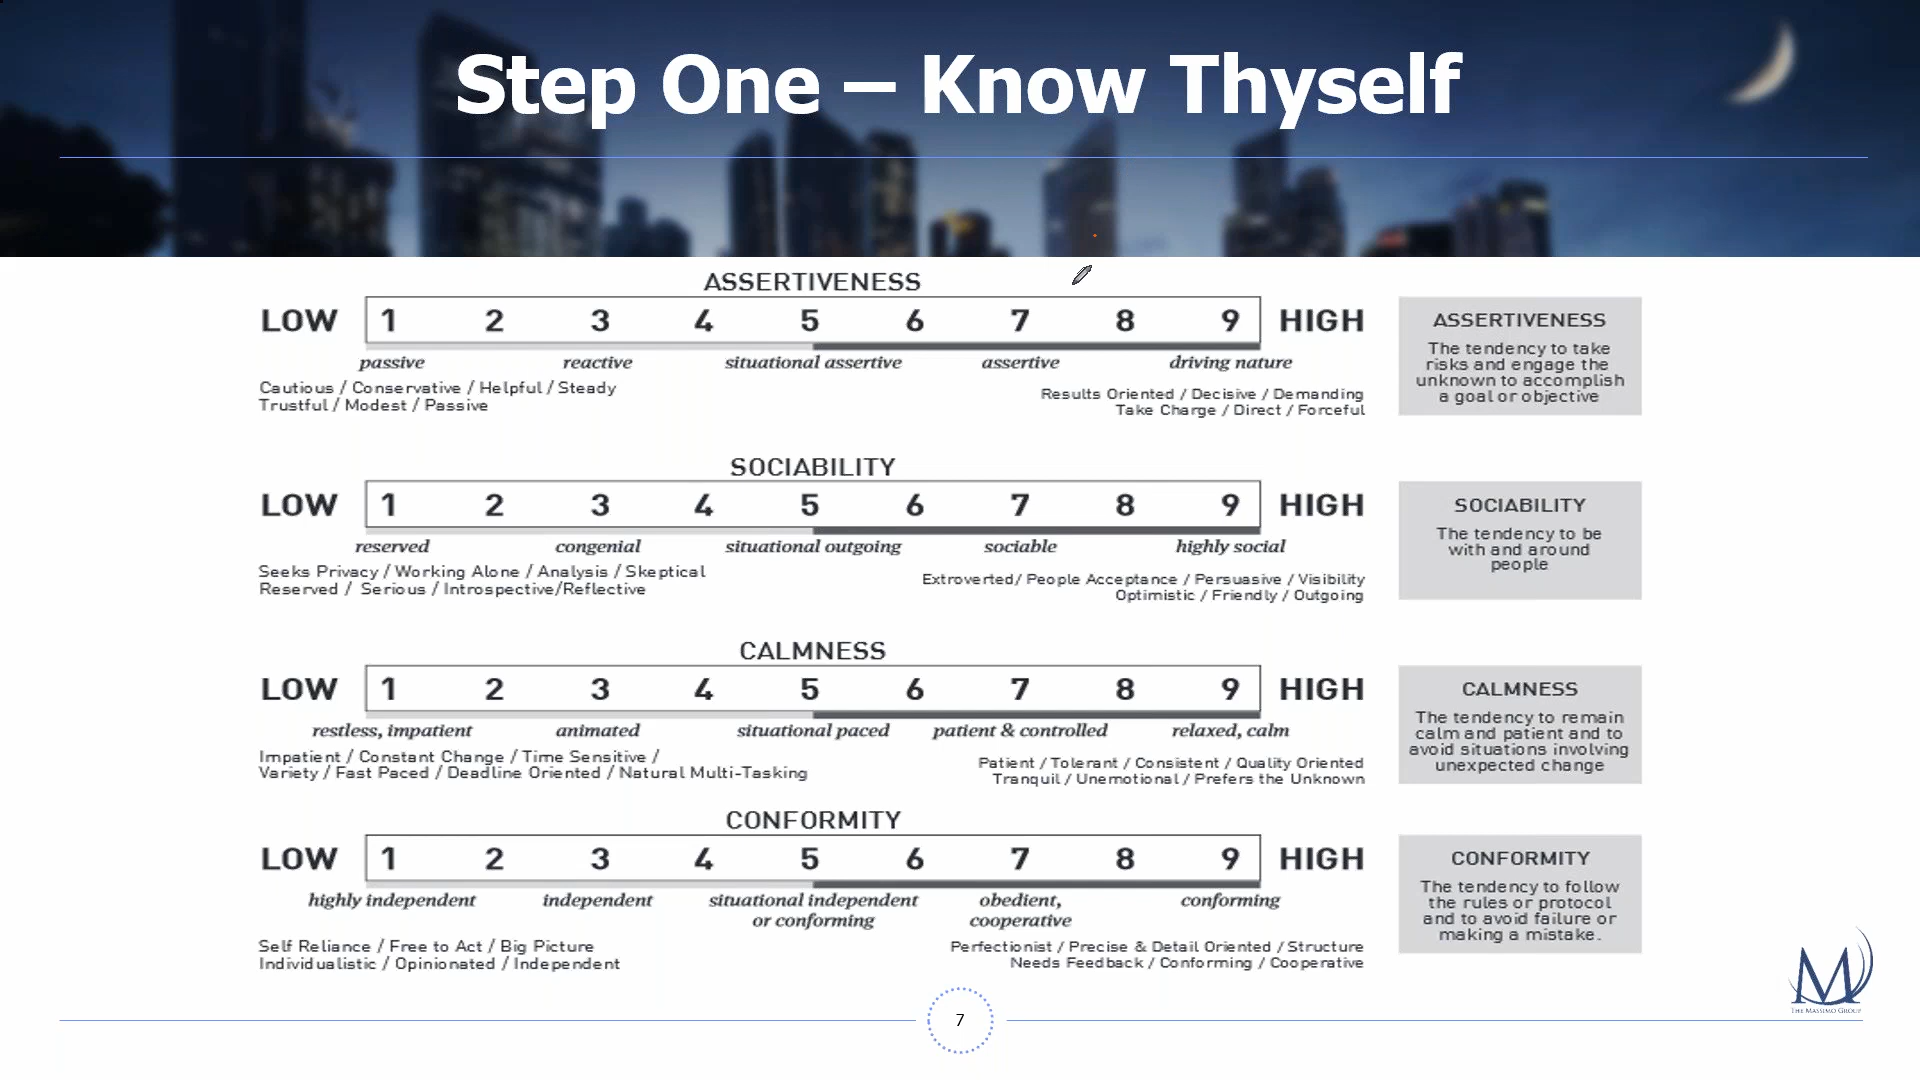 Step One – Know Thyself
ASSERTIVENESS
LOW 1 2 3 4 5 6 7 8 9 HIGH
passive reactive situational assertive assertive driving nature
Cautious / Conservative / Helpful / Steady
Trustful / Modest / Passive
Results Oriented / Decisive / Demanding
Take Charge / Direct / Forceful
ASSERTIVENESS
The tendency to take
risks and engage the
unknown to accomplish
a goal or objective
SOCIABILITY
LOW 1 2 3 4 5 6 7 8 9 HIGH
reserved congenial situational outgoing sociable highly social
Seeks Privacy / Working Alone / Analysis / Skeptical
Reserved / Serious / Introspective/Reflective
Extroverted/ People Acceptance / Persuasive / Visibility
Optimistic / Friendly / Outgoing
SOCIABILITY
The tendency to be
with and around
people
CALMNESS
LOW 1 2 3 4 5 6 7 8 9 HIGH
restless, impatient animated situational paced patient & controlled relaxed, calm
Impatient / Constant Change / Time Sensitive /
Variety / Fast Paced / Deadline Oriented / Natural Multi-Tasking
Patient / Tolerant / Consistent / Quality Oriented
Tranquil / Unemotional / Prefers the Unknown
CALMNESS
The tendency to remain
calm and patient and to
avoid situations involving
unexpected change
CONFORMITY
LOW 1 2 3 4 5 6 7 8 9 HIGH
highly independent independent situational independent obedient, conforming
or conforming cooperative
Self Reliance / Free to Act / Big Picture
Individualistic / Opinionated / Independent
Perfectionist / Precise & Detail Oriented / Structure
Needs Feedback / Conforming / Cooperative
CONFORMITY
The tendency to follow
the rules or protocol
and to avoid failure or
making a mistake.
M
THE MASSIMO GROUP
7